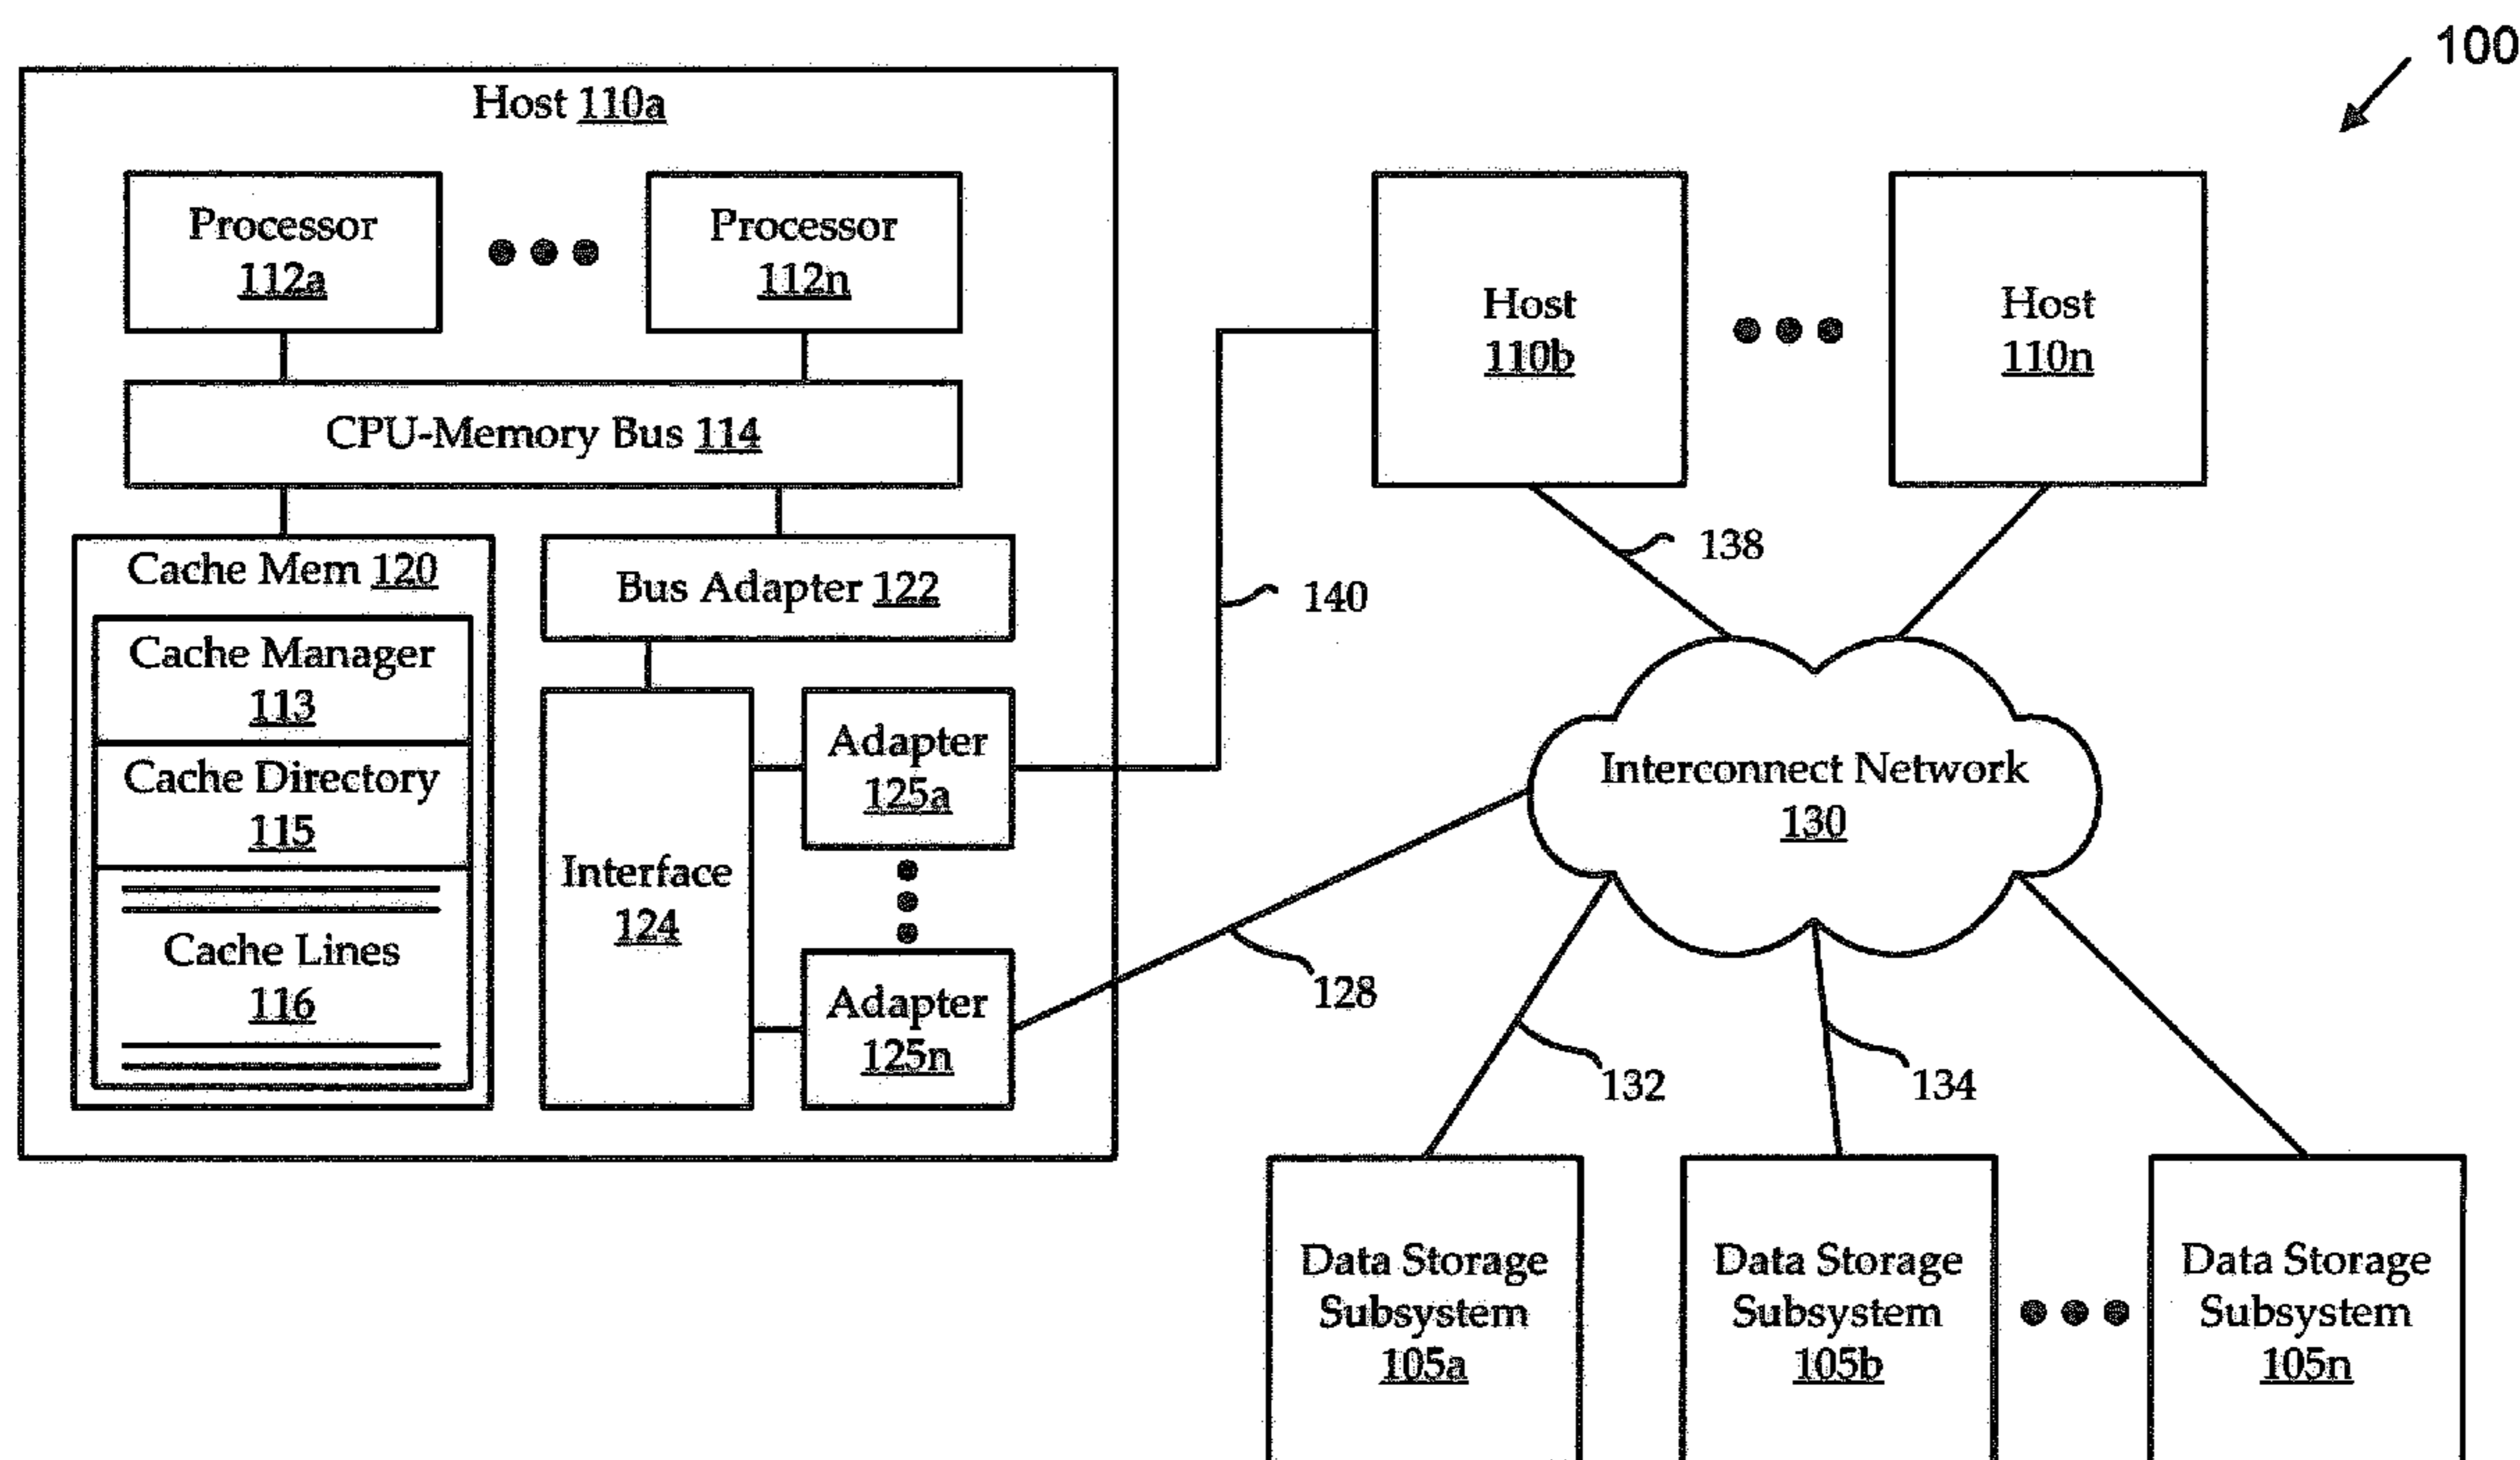 100
Host 110a
Processor
112a
Processor
112n
CPU-Memory Bus 114
Cache Mem 120
Cache Manager
113
Cache Directory
115
Cache Lines
116
Bus Adapter 122
Interface
124
Adapter
125a
Adapter
125n
Host
110b
Host
110n
138
140
Interconnect Network
130
128
132
134
Data Storage
Subsystem
105a
Data Storage
Subsystem
105b
Data Storage
Subsystem
105n